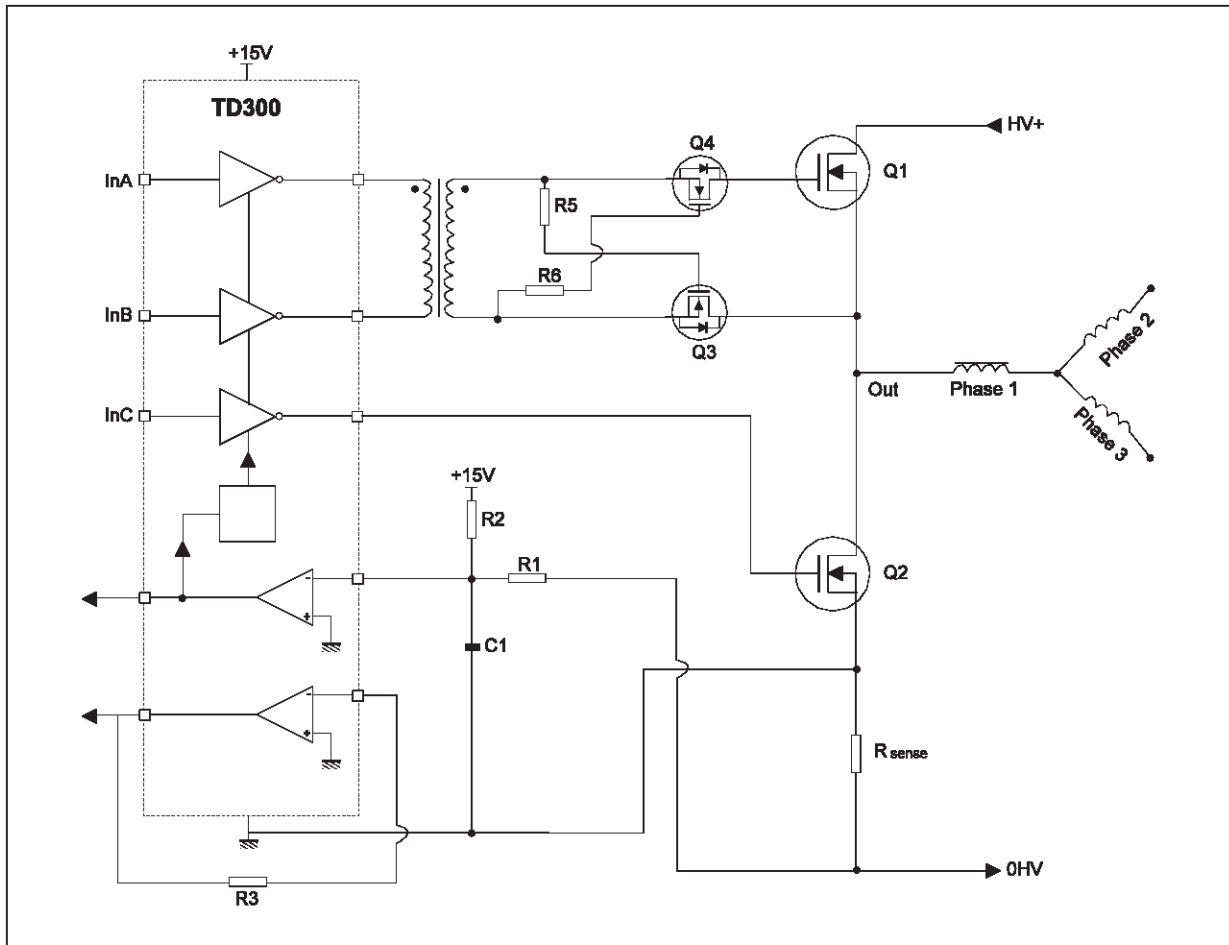 +15V
TD300
HV+
Q4
Q1
InA
R5
R6
InB
Q3
Phase 2
Out
Phase 1
InC
Phase 3
+15V
R2
R1
Q2
-
+
C1
-
+
R sense
0HV
R3